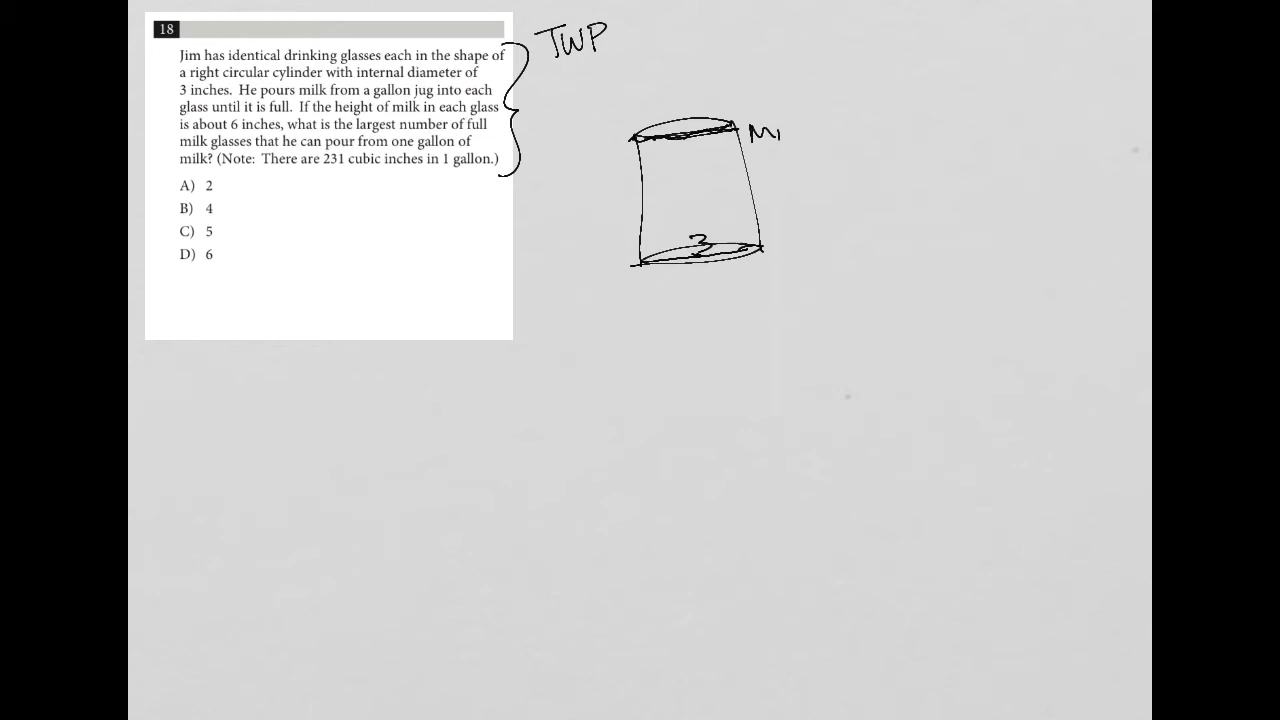 18
Jim has identical drinking glasses each in the shape of
a right circular cylinder with internal diameter of
3 inches. He pours milk from a gallon jug into each
glass until it is full. If the height of milk in each glass
is about 6 inches, what is the largest number of full
milk glasses that he can pour from one gallon of
milk? (Note: There are 231 cubic inches in 1 gallon.)
A) 2
B) 4
C) 5
D) 6
TWP
M
3